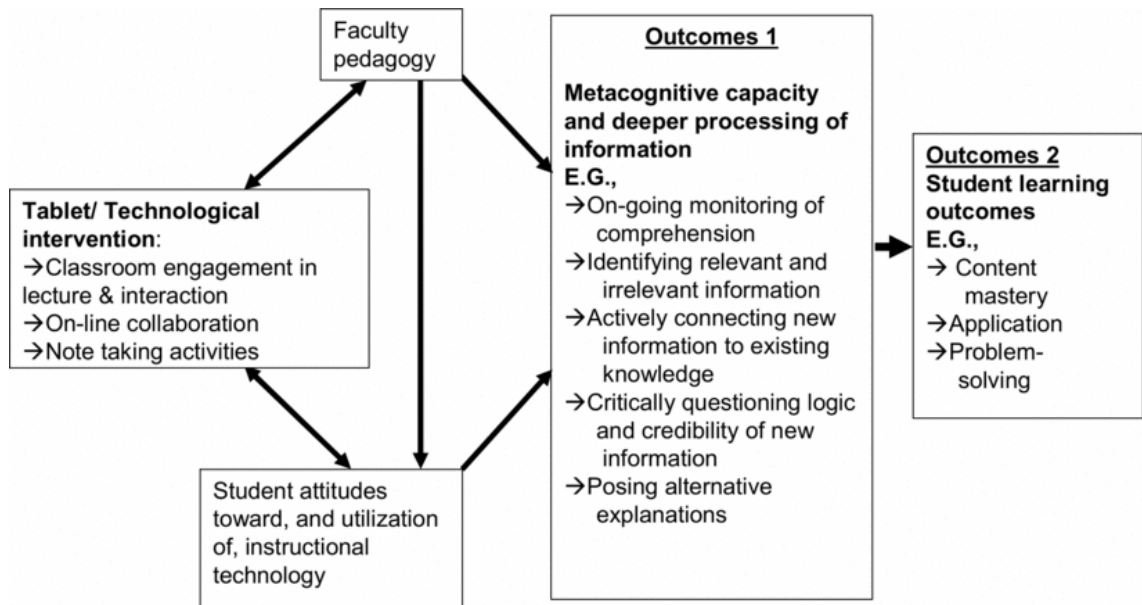 Faculty
pedagogy
Tablet/ Technological
intervention:
→Classroom engagement in
lecture & interaction
→On-line collaboration
→Note taking activities
Student attitudes
toward, and utilization
of, instructional
technology
Outcomes 1
Metacognitive capacity
and deeper processing of
information
E.G.,
→On-going monitoring of
comprehension
→Identifying relevant and
irrelevant information
→Actively connecting new
information to existing
knowledge
→Critically questioning logic
and credibility of new
information
→Posing alternative
explanations
Outcomes 2
Student learning
outcomes
E.G.,
→ Content
mastery
→Application
→Problem-
solving